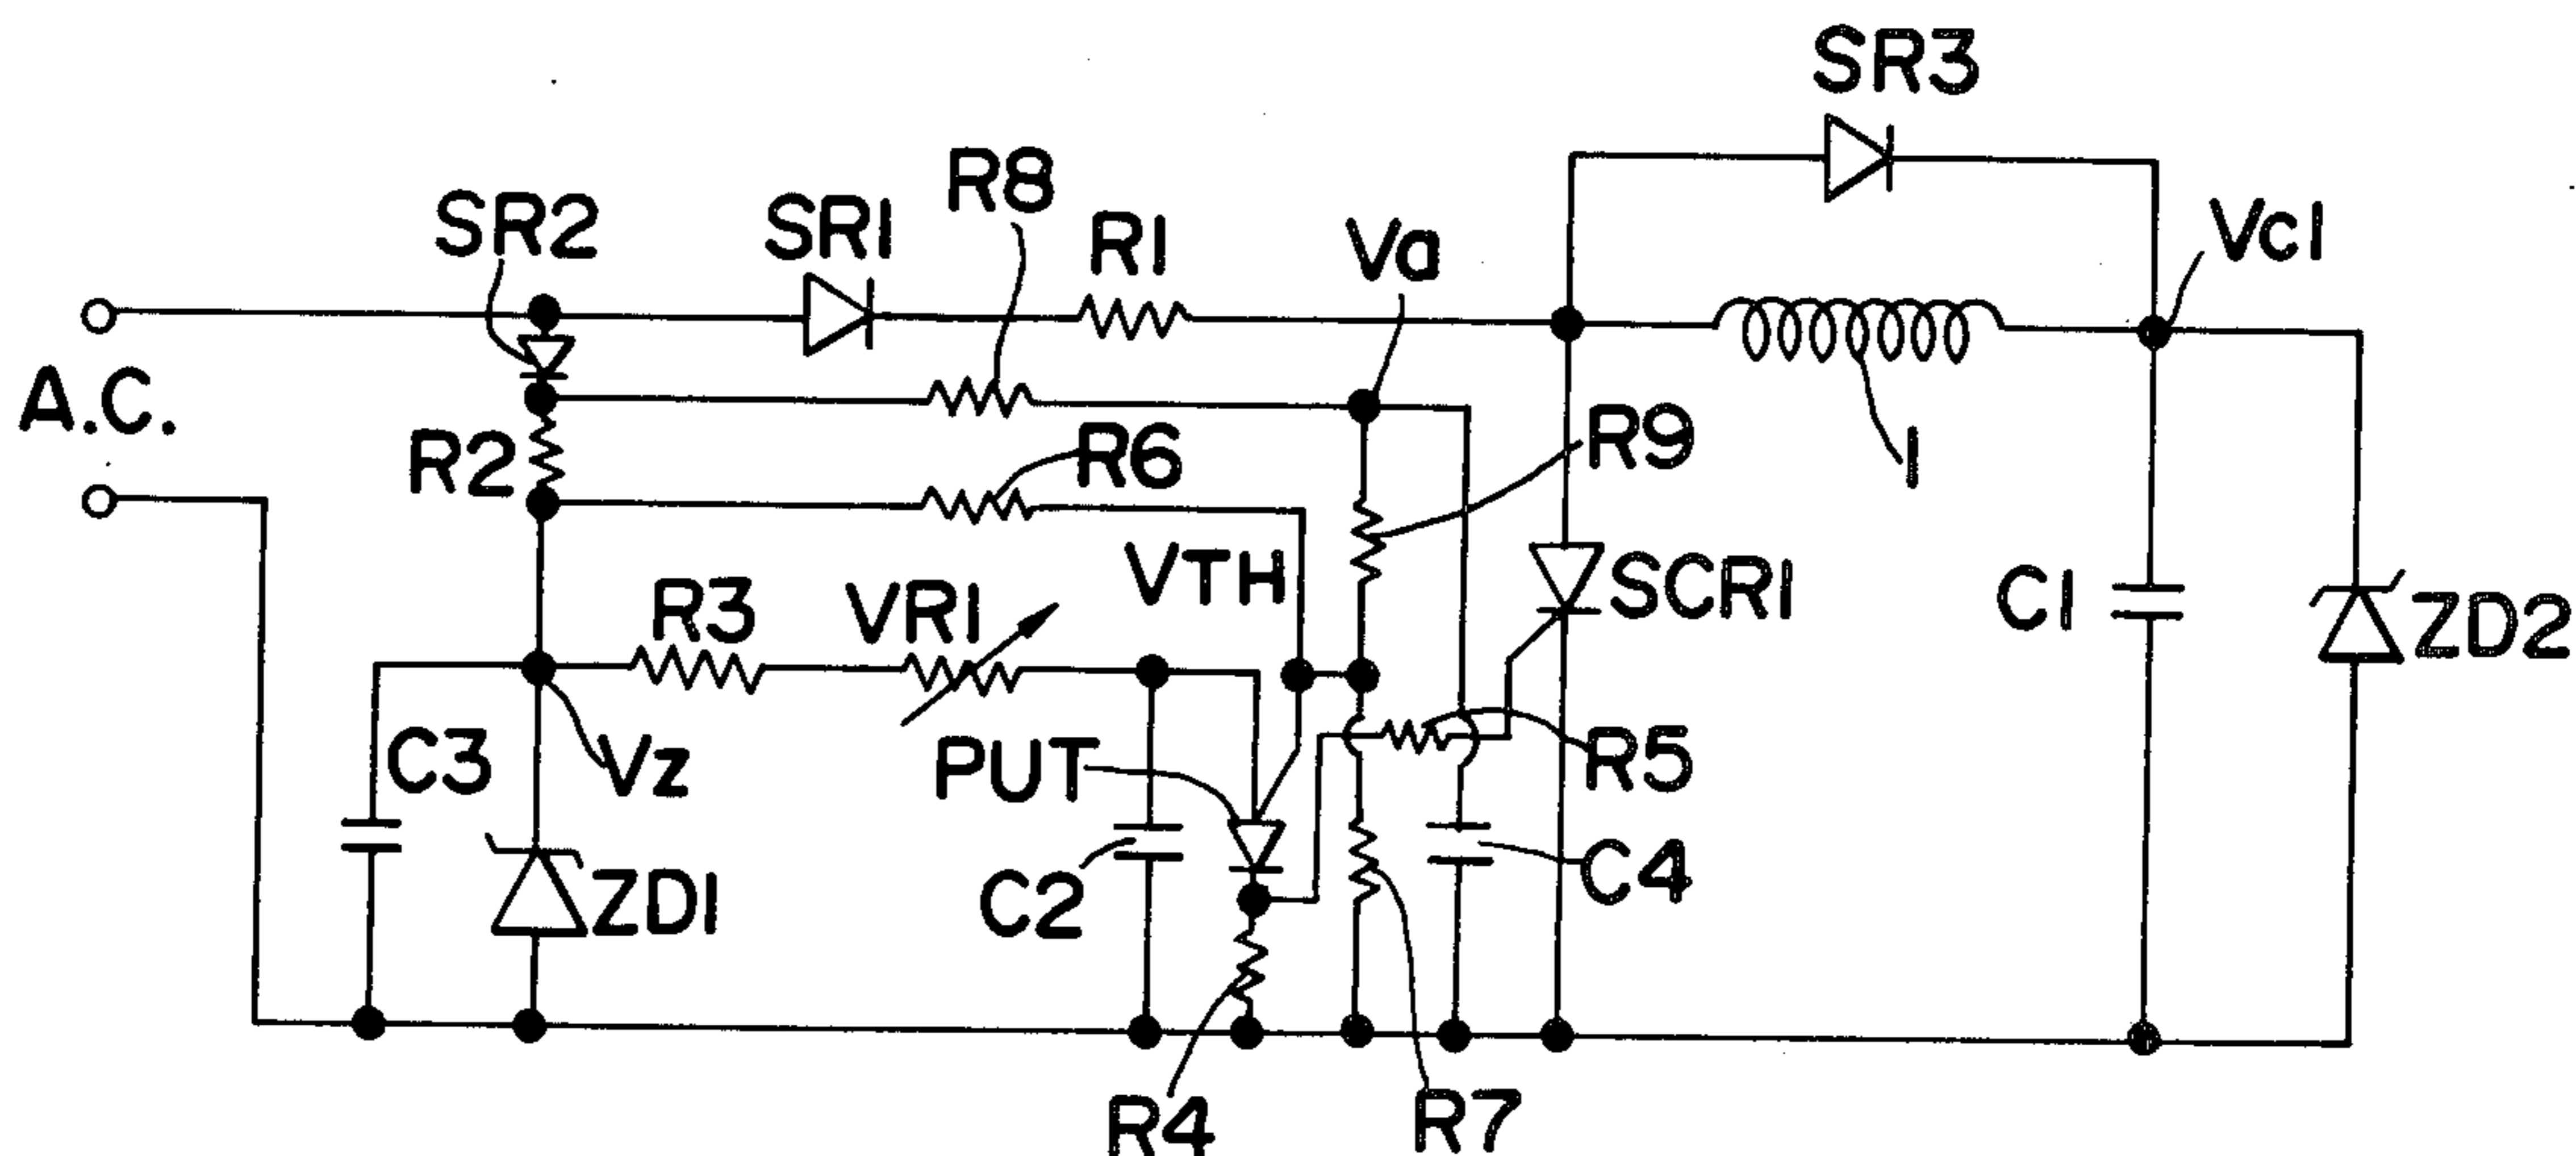 SR3
R8
SR2
SR1
R1
Va
Vc1
A.C.
R2
R6
R9
1
VTH
SCR1
C1
ZD2
R3
VR1
C3
Vz
PUT
R5
C2
ZD1
C4
R4
R7